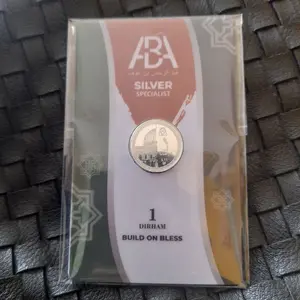 ABA
SILVER
SPECIALIST
1
DIRHAM
BUILD ON BLESS